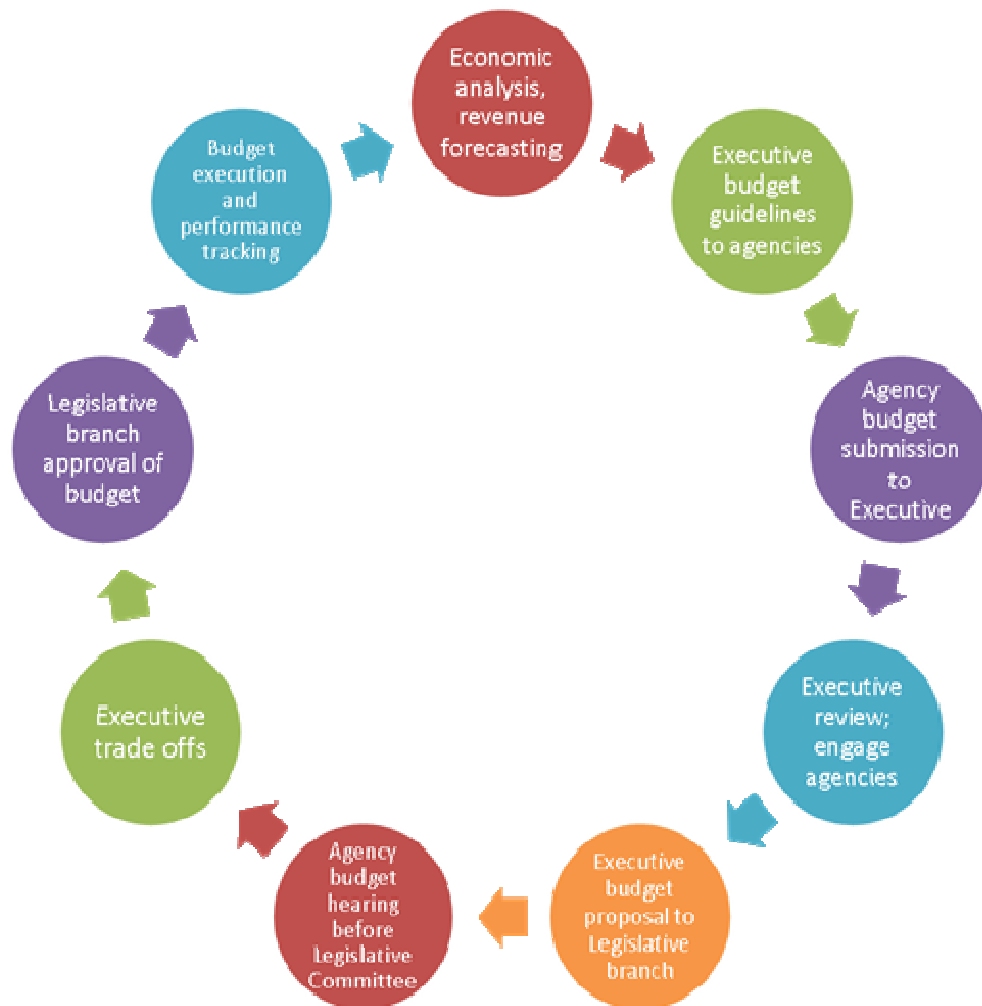 Economic
analysis,
revenue
forecasting
Executive
budget
guidelines
to agencies
Agency
budget
submission
to
Executive
Executive
review;
engage
agencies
Executive
budget
proposal to
Legislative
branch
Agency
budget
hearing
before
Legislative
Committee
Executive
trade offs
Legislative
branch
approval of
budget
Budget
execution
and
performance
tracking